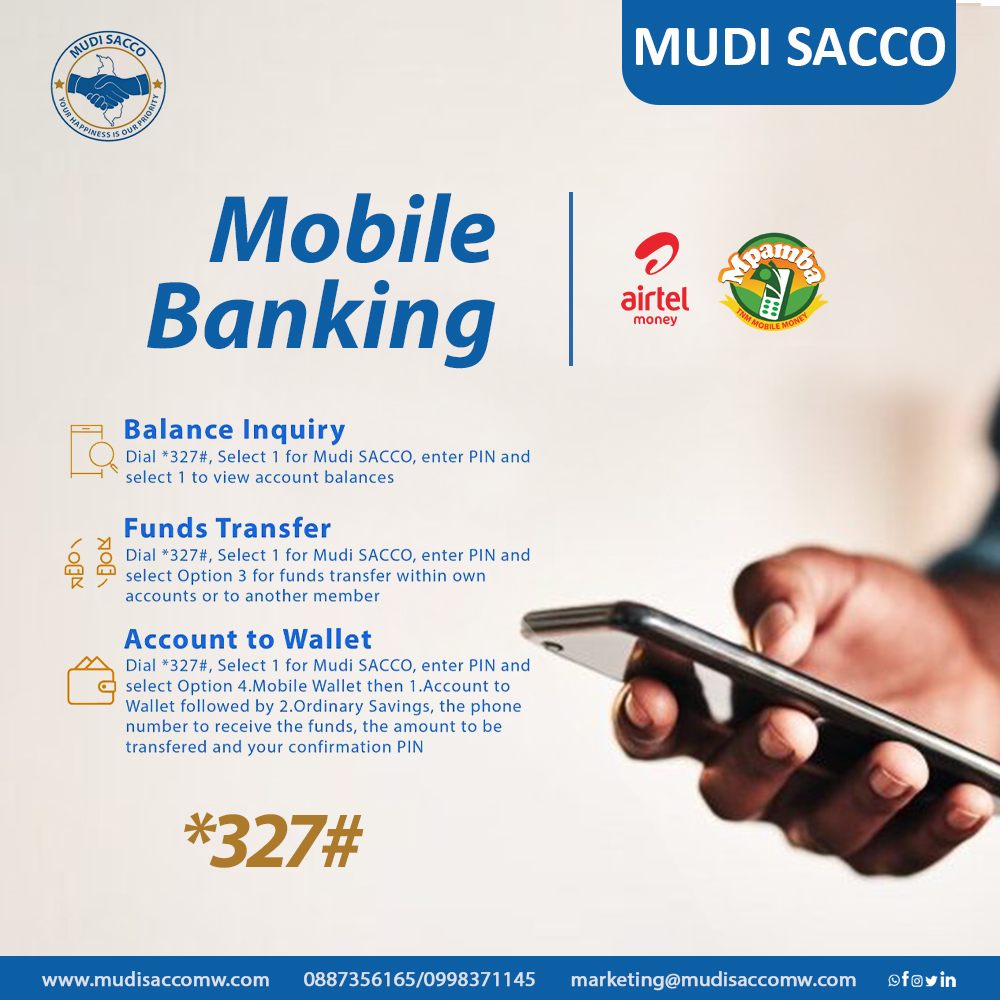 MUDI SACCO
YOUR HAPPINESS IS OUR PRIORITY
MUDI SACCO
Mobile
Banking
airtel
money
Mpamba
TNM MOBILE MONEY
Balance Inquiry
Dial *327#, Select 1 for Mudi SACCO, enter PIN and
select 1 to view account balances
Funds Transfer
Dial *327#, Select 1 for Mudi SACCO, enter PIN and
select Option 3 for funds transfer within own
accounts or to another member
Account to Wallet
Dial *327#, Select 1 for Mudi SACCO, enter PIN and
select Option 4.Mobile Wallet then 1.Account to
Wallet followed by 2.Ordinary Savings, the phone
number to receive the funds, the amount to be
transfered and your confirmation PIN
*327#
www.mudisaccomw.com 0887356165/0998371145 marketing@mudisaccomw.com